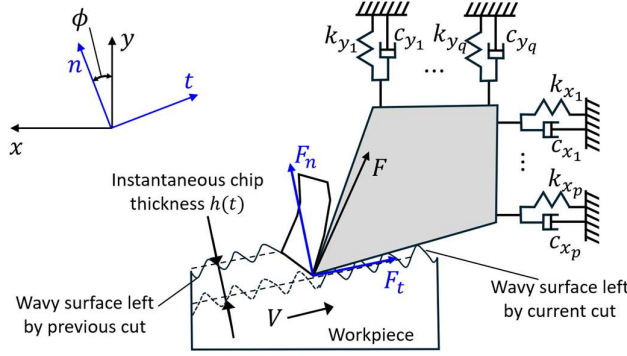 ϕ
y
n
t
x
k_{y_1}
c_{y_1}
...
k_{y_q}
c_{y_q}
k_{x_1}
c_{x_1}
⋮
k_{x_p}
c_{x_p}
F_n
F
Instantaneous chip
thickness h(t)
F_t
Wavy surface left
by previous cut
V
Workpiece
Wavy surface left
by current cut